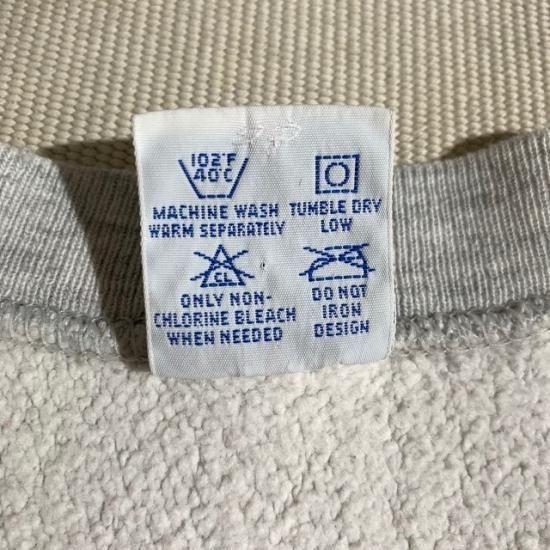 102°F
40°C
MACHINE WASH
WARM SEPARATELY
TUMBLE DRY
LOW
CL
ONLY NON-
CHLORINE BLEACH
WHEN NEEDED
DO NOT
IRON
DESIGN